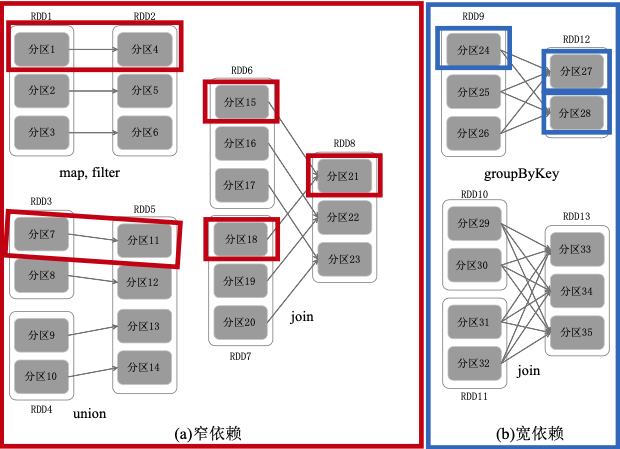 RDD1
RDD2
分区1
分区4
分区2
分区5
分区3
分区6
map, filter
RDD3
RDD5
分区7
分区11
分区8
分区12
分区9
分区13
分区10
分区14
RDD4
union
RDD6
分区15
分区16
分区17
RDD8
分区21
分区22
分区23
分区18
分区19
分区20
RDD7
join
(a)窄依赖
RDD9
RDD12
分区24
分区27
分区25
分区28
分区26
groupByKey
RDD10
RDD13
分区29
分区33
分区30
分区34
分区31
分区35
分区32
RDD11
join
(b)宽依赖